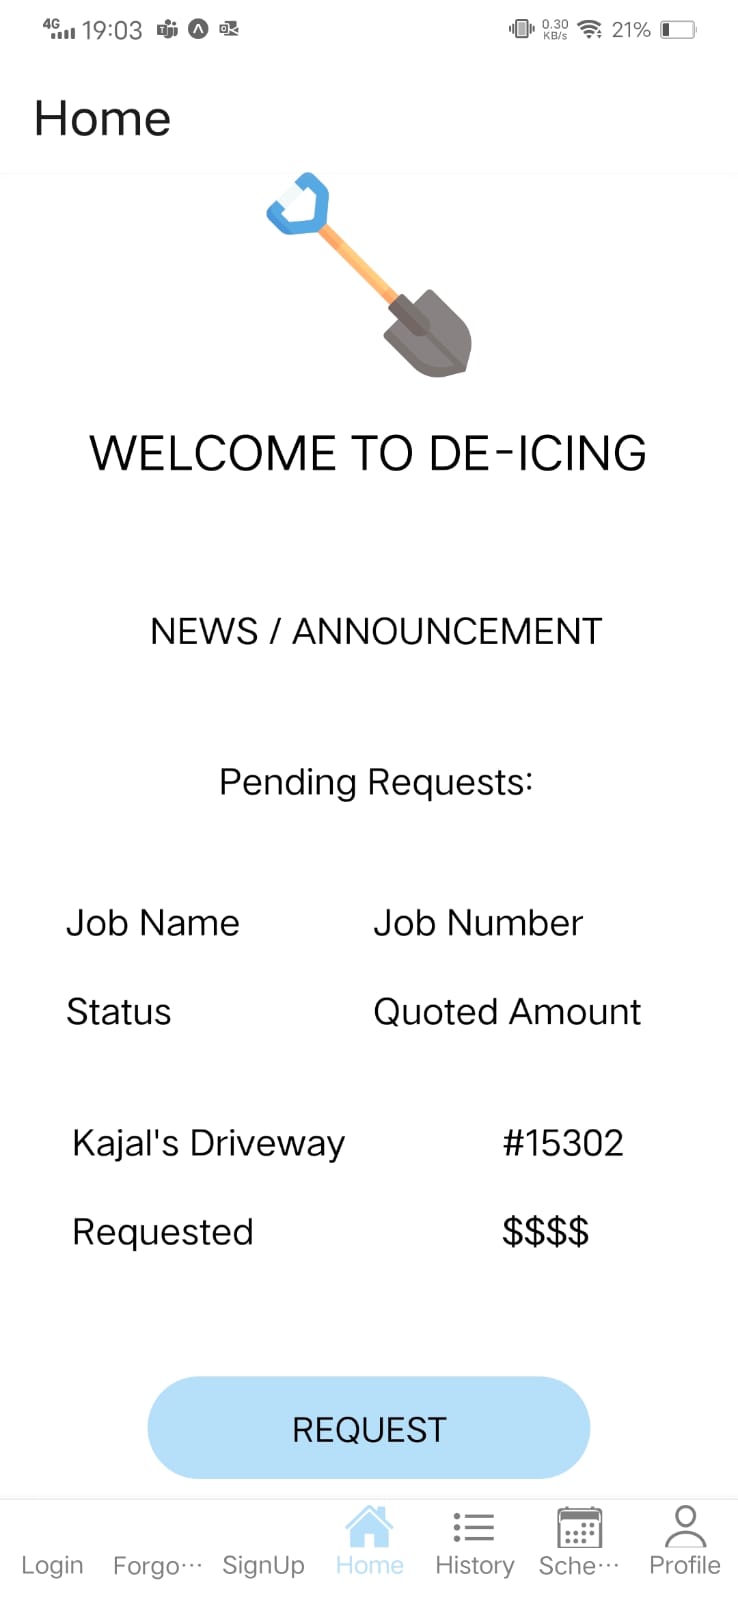 4G 19:03 0.30 KB/s 21%
Home
WELCOME TO DE-ICING
NEWS / ANNOUNCEMENT
Pending Requests:
Job Name Job Number
Status Quoted Amount
Kajal's Driveway #15302
Requested $$$$
REQUEST
Login Forgo... SignUp Home History Sche... Profile